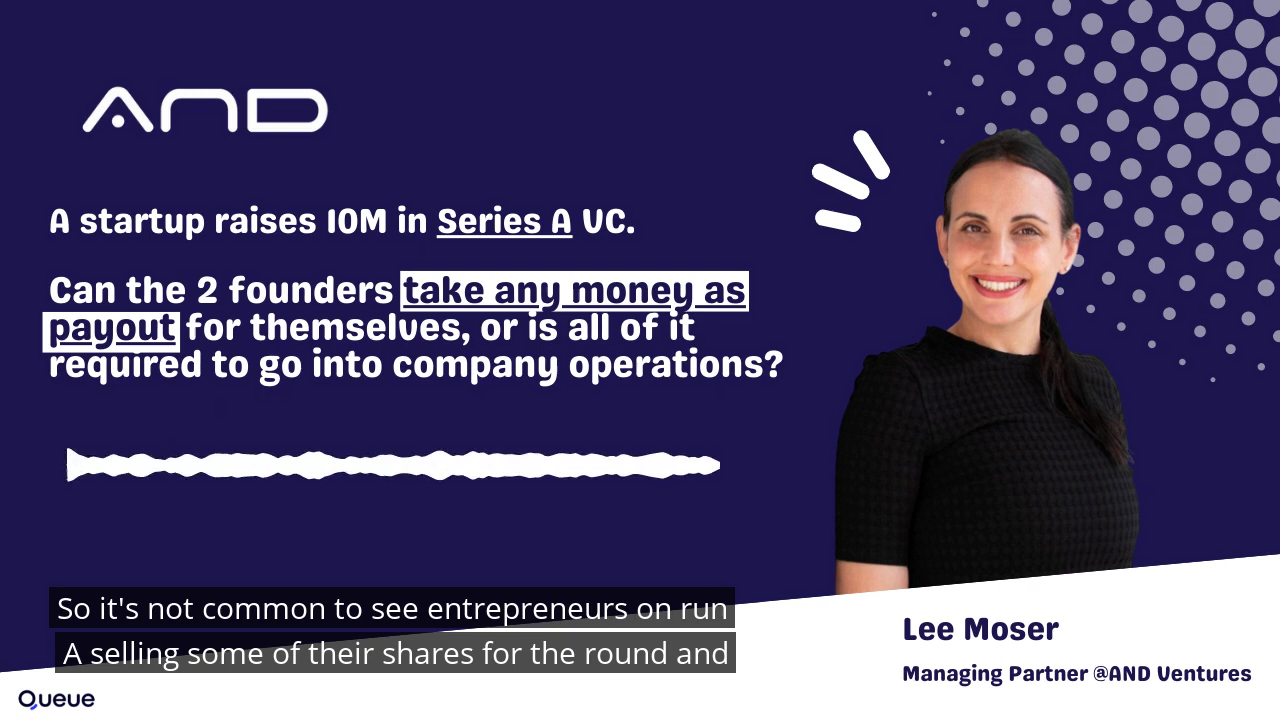 AND
A startup raises 10M in Series A VC.
Can the 2 founders take any money as
payout for themselves, or is all of it
required to go into company operations?
So it's not common to see entrepreneurs on run
A selling some of their shares for the round and
Lee Moser
Managing Partner @AND Ventures
Queue